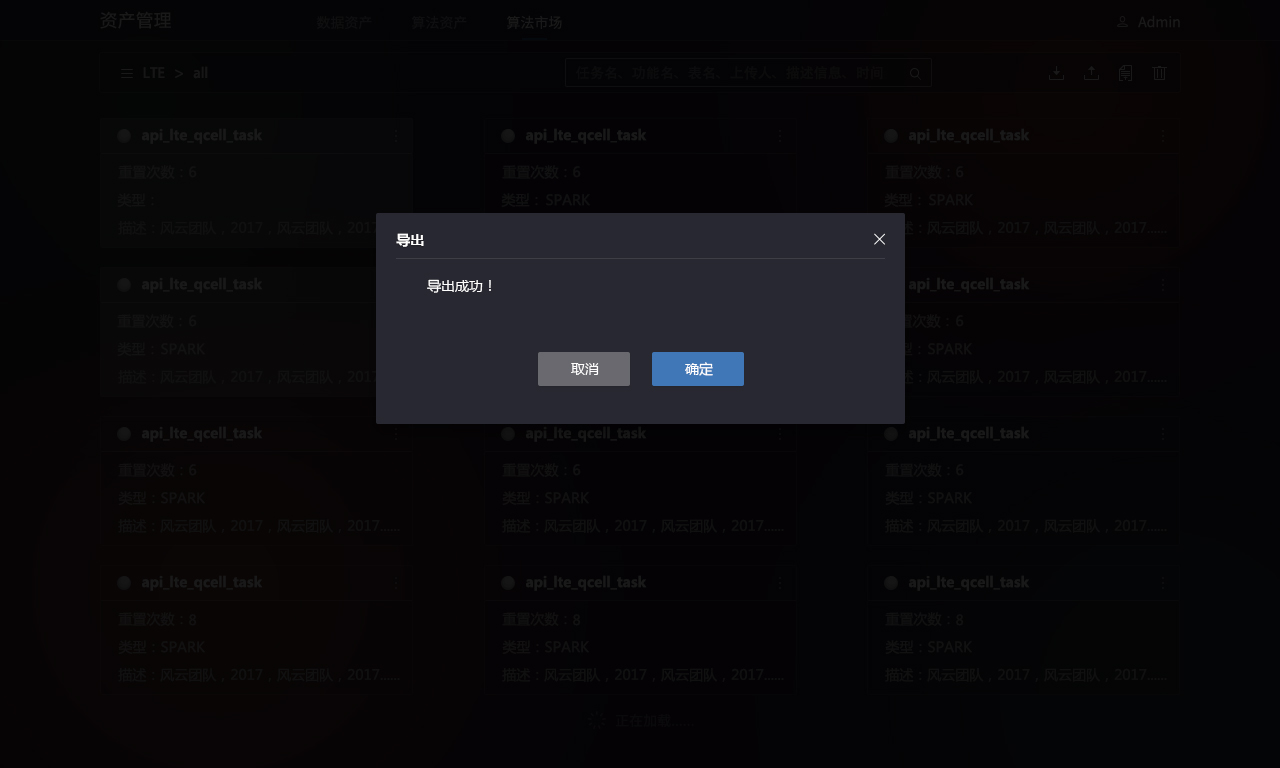 资产管理 数据资产 算法资产 算法市场 Admin
LTE > all 任务名、功能名、表名、上传人、描述信息、时间
api_lte_qcell_task api_lte_qcell_task api_lte_qcell_task
重置次数：6 重置次数：6 重置次数：6
类型： 类型：SPARK 类型：SPARK
描述：风云团队，2017，风云团队，201 风云团队，2017，风云团队，2017......
导出
导出成功！
取消 确定
api_lte_qcell_task api_lte_qcell_task
重置次数：6 次数：6
类型：SPARK ：SPARK
描述：风云团队，2017，风云团队，201 ：风云团队，2017，风云团队，2017......
api_lte_qcell_task api_lte_qcell_task api_lte_qcell_task
重置次数：6 重置次数：6 重置次数：6
类型：SPARK 类型：SPARK 类型：SPARK
描述：风云团队，2017，风云团队，2017...... 描述：风云团队，2017，风云团队，2017...... 描述：风云团队，2017，风云团队，2017......
api_lte_qcell_task api_lte_qcell_task api_lte_qcell_task
重置次数：8 重置次数：8 重置次数：8
类型：SPARK 类型：SPARK 类型：SPARK
描述：风云团队，2017，风云团队，2017...... 描述：风云团队，2017，风云团队，2017...... 描述：风云团队，2017，风云团队，2017......
正在加载......